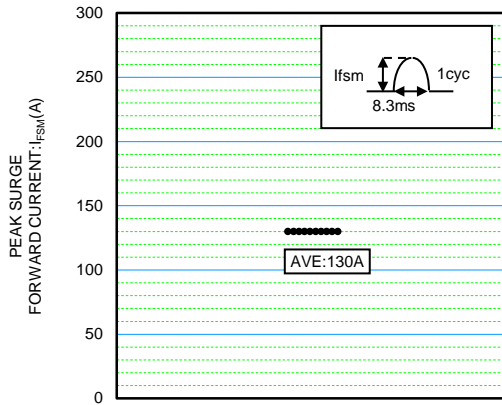 PEAK SURGE
FORWARD CURRENT:IFSM(A)
300
250
200
150
100
50
0
Ifsm
1cyc
8.3ms
AVE:130A